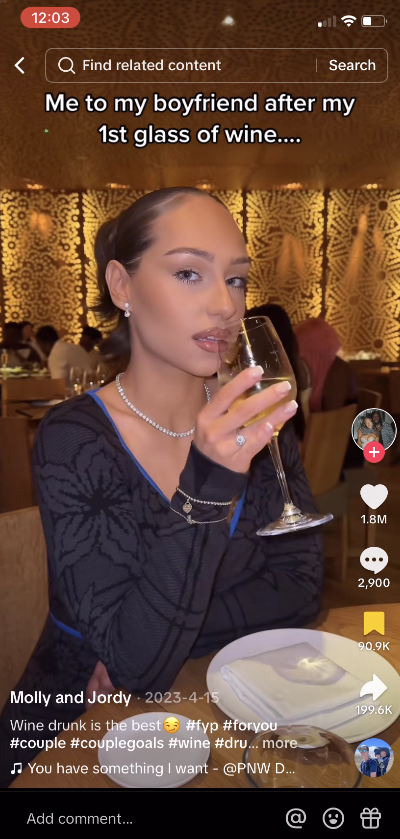 12:03
Find related content
Search
Me to my boyfriend after my
1st glass of wine....
1.8M
2,900
90.9K
199.6K
Molly and Jordy · 2023-4-15
Wine drunk is the best😏 #fyp #foryou
#couple #couplegoals #wine #dru... more
You have something I want - @PNW D...
Add comment...